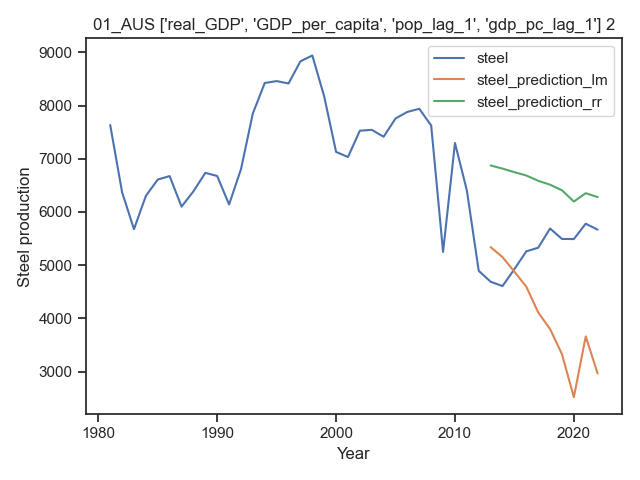 01_AUS ['real_GDP', 'GDP_per_capita', 'pop_lag_1', 'gdp_pc_lag_1'] 2
steel
steel_prediction_lm
steel_prediction_rr
9000
8000
7000
6000
5000
4000
3000
Steel production
1980
1990
2000
2010
2020
Year